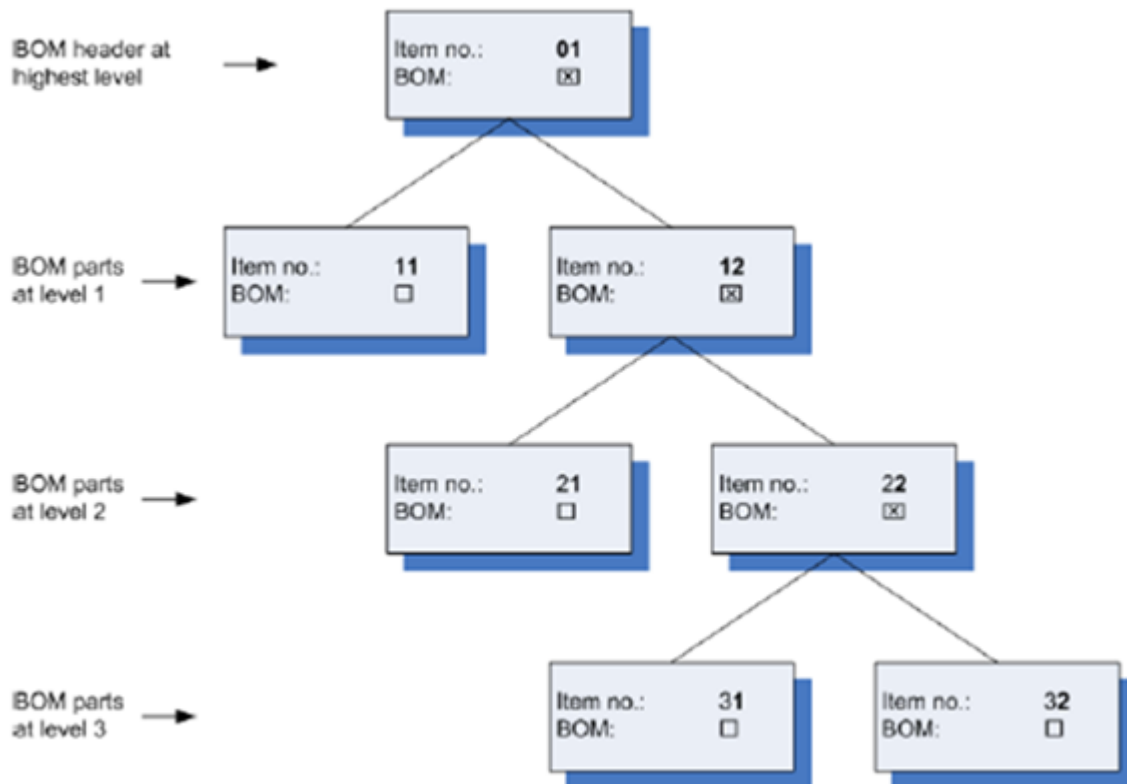 BOM header at
highest level
Item no.: 01
BOM: ☒
BOM parts
at level 1
Item no.: 11
BOM: ☐
Item no.: 12
BOM: ☒
BOM parts
at level 2
Item no.: 21
BOM: ☐
Item no.: 22
BOM: ☒
BOM parts
at level 3
Item no.: 31
BOM: ☐
Item no.: 32
BOM: ☐